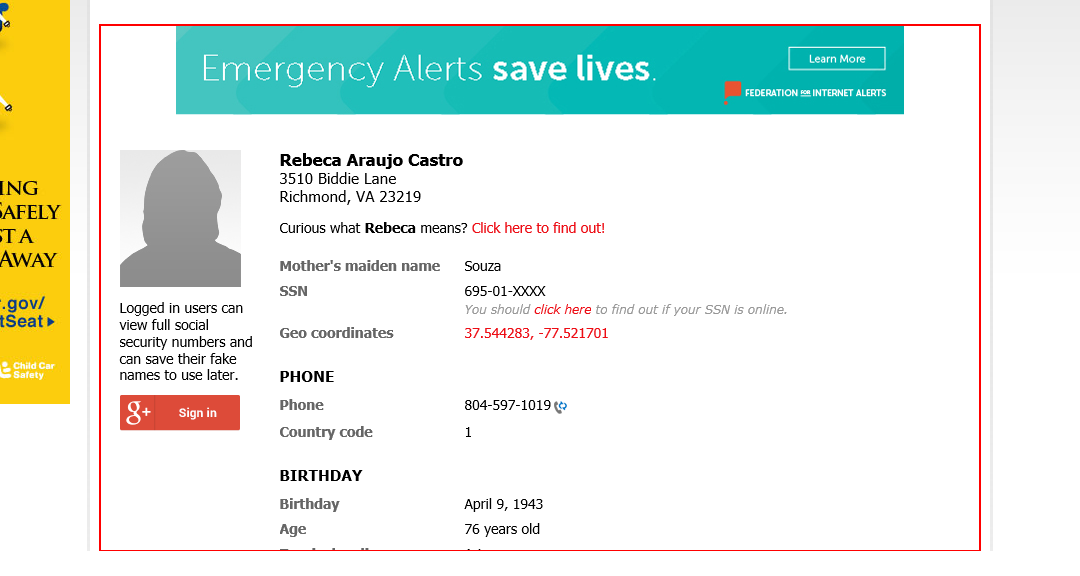 Emergency Alerts save lives.
Learn More
FEDERATION FOR INTERNET ALERTS
ING
SAFELY
ST A
AWAY
.gov/
tSeat
Child Car
Safety
Rebeca Araujo Castro
3510 Biddie Lane
Richmond, VA 23219
Curious what Rebeca means? Click here to find out!
Mother's maiden name Souza
SSN 695-01-XXXX
You should click here to find out if your SSN is online.
Geo coordinates 37.544283, -77.521701
Logged in users can
view full social
security numbers and
can save their fake
names to use later.
g+ Sign in
PHONE
Phone 804-597-1019
Country code 1
BIRTHDAY
Birthday April 9, 1943
Age 76 years old